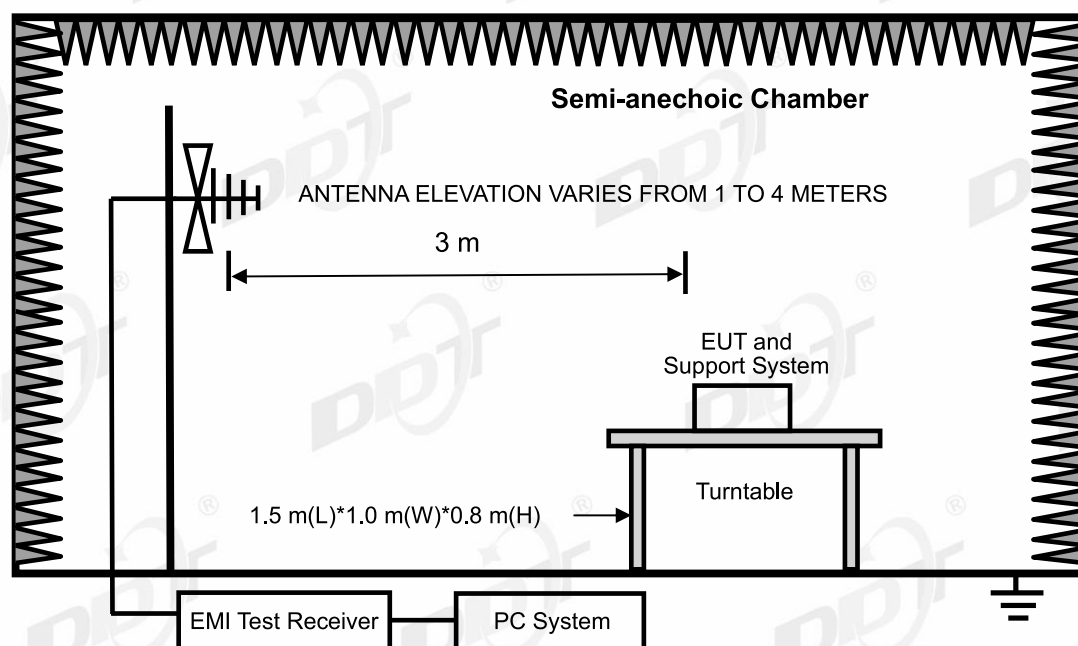 Semi-anechoic Chamber
ANTENNA ELEVATION VARIES FROM 1 TO 4 METERS
3 m
EUT and
Support System
Turntable
1.5 m(L)*1.0 m(W)*0.8 m(H)
EMI Test Receiver
PC System
DDT
®